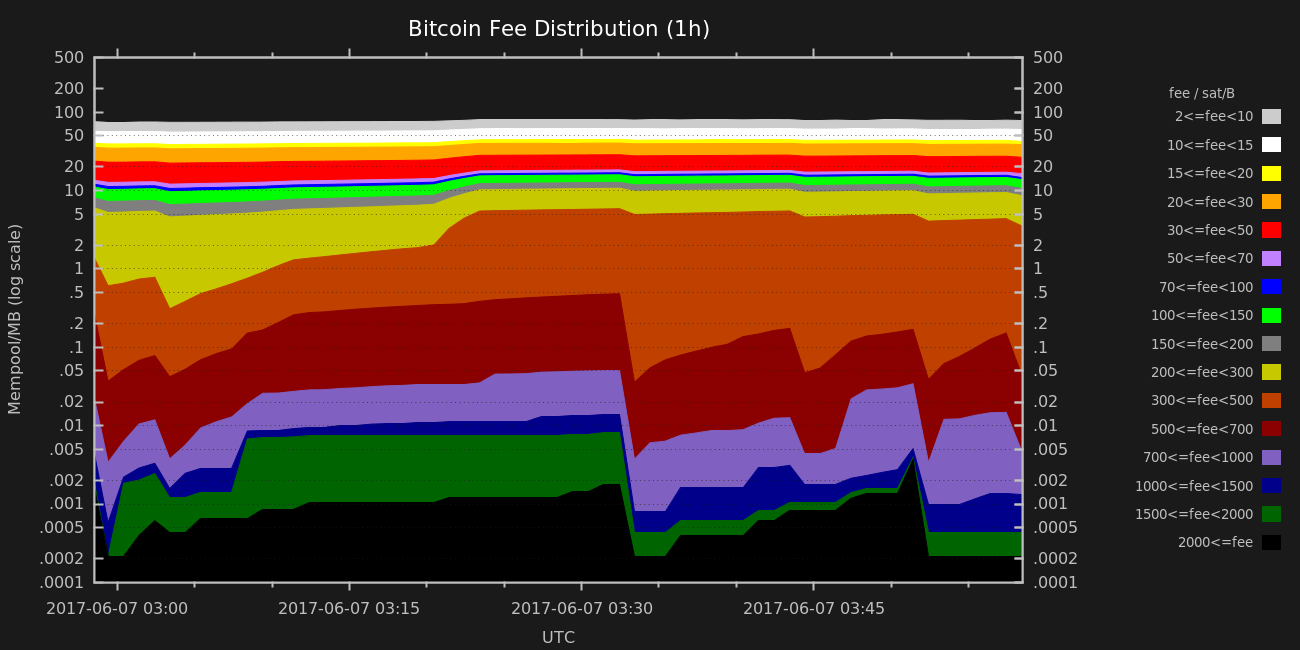 Bitcoin Fee Distribution (1h)
Mempool/MB (log scale)
500
200
100
50
20
10
5
2
1
.5
.2
.1
.05
.02
.01
.005
.002
.001
.0005
.0002
.0001
500
200
100
50
20
10
5
2
1
.5
.2
.1
.05
.02
.01
.005
.002
.001
.0005
.0002
.0001
2017-06-07 03:00 2017-06-07 03:15 2017-06-07 03:30 2017-06-07 03:45
UTC
fee / sat/B
2<=fee<10
10<=fee<15
15<=fee<20
20<=fee<30
30<=fee<50
50<=fee<70
70<=fee<100
100<=fee<150
150<=fee<200
200<=fee<300
300<=fee<500
500<=fee<700
700<=fee<1000
1000<=fee<1500
1500<=fee<2000
2000<=fee